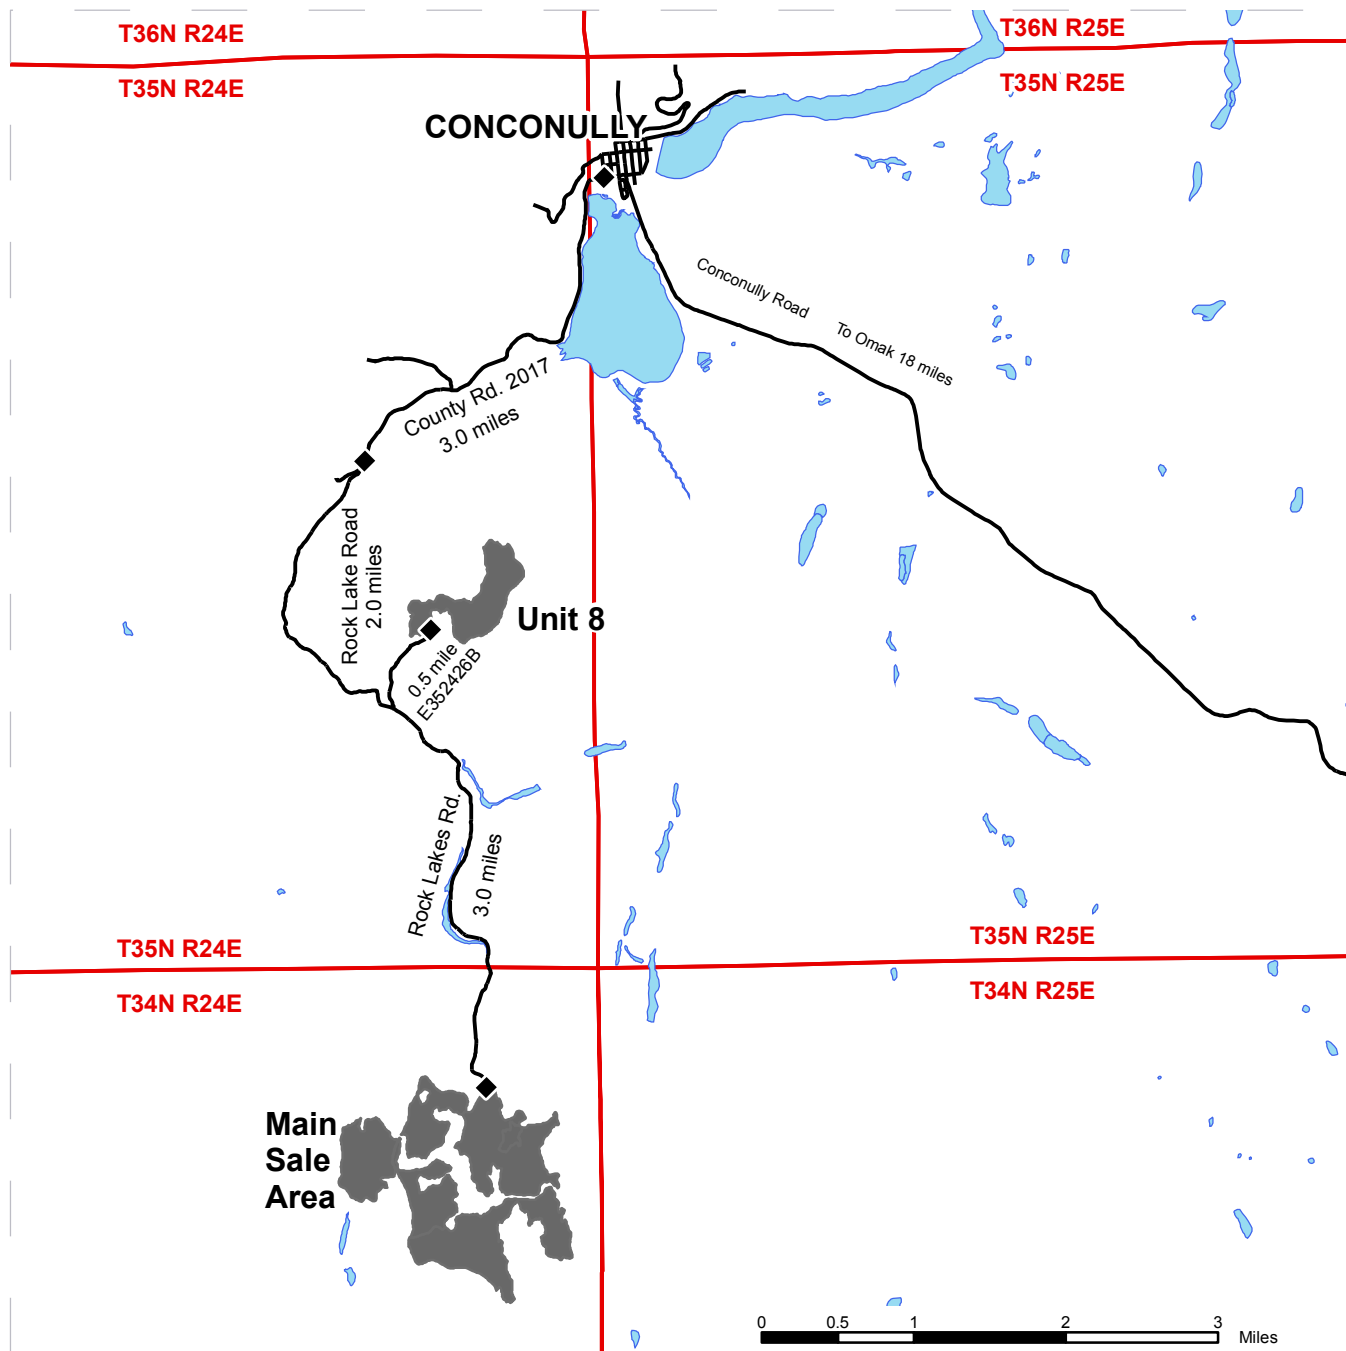 T36N R24E
T36N R25E
T35N R24E
T35N R25E
CONCONULLY
Conconully Road
To Omak 18 miles
County Rd. 2017
3.0 miles
Rock Lake Road
2.0 miles
Unit 8
0.5 mile
E352426B
Rock Lakes Rd.
3.0 miles
T35N R24E
T35N R25E
T34N R24E
T34N R25E
Main
Sale
Area
0 0.5 1 2 3
Miles